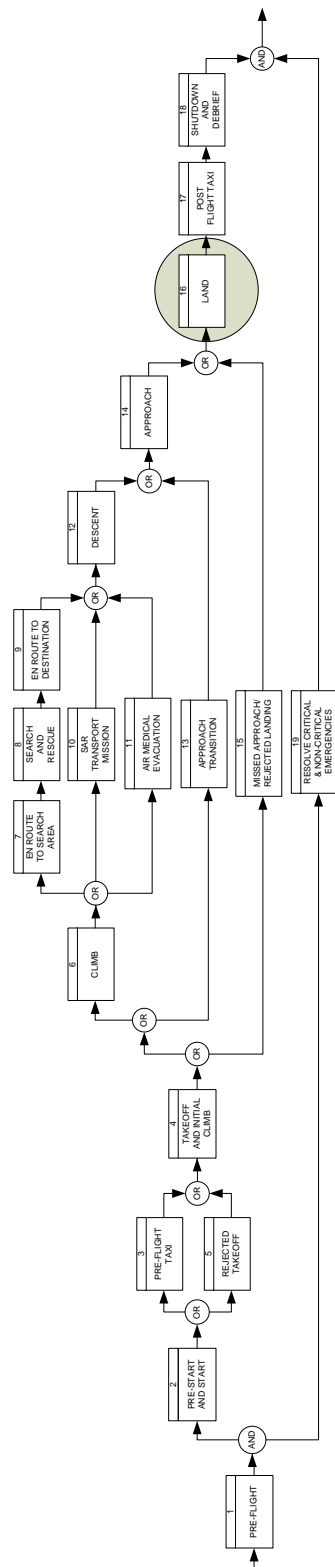 1
PRE-FLIGHT
AND
2
PRE-START
AND START
OR
3
PRE-FLIGHT
TAXI
5
REJECTED
TAKEOFF
OR
4
TAKEOFF
AND INITIAL
CLIMB
OR
OR
6
CLIMB
OR
7
EN ROUTE
TO SEARCH
AREA
8
SEARCH
AND
RESCUE
9
EN ROUTE TO
DESTINATION
10
SAR
TRANSPORT
MISSION
11
AIR MEDICAL
EVACUATION
OR
12
DESCENT
13
APPROACH
TRANSITION
OR
14
APPROACH
15
MISSED APPROACH/
REJECTED LANDING
OR
16
LAND
17
POST
FLIGHT TAXI
18
SHUTDOWN
AND
DEBRIEF
19
RESOLVE CRITICAL
& NON-CRITICAL
EMERGENCIES
AND